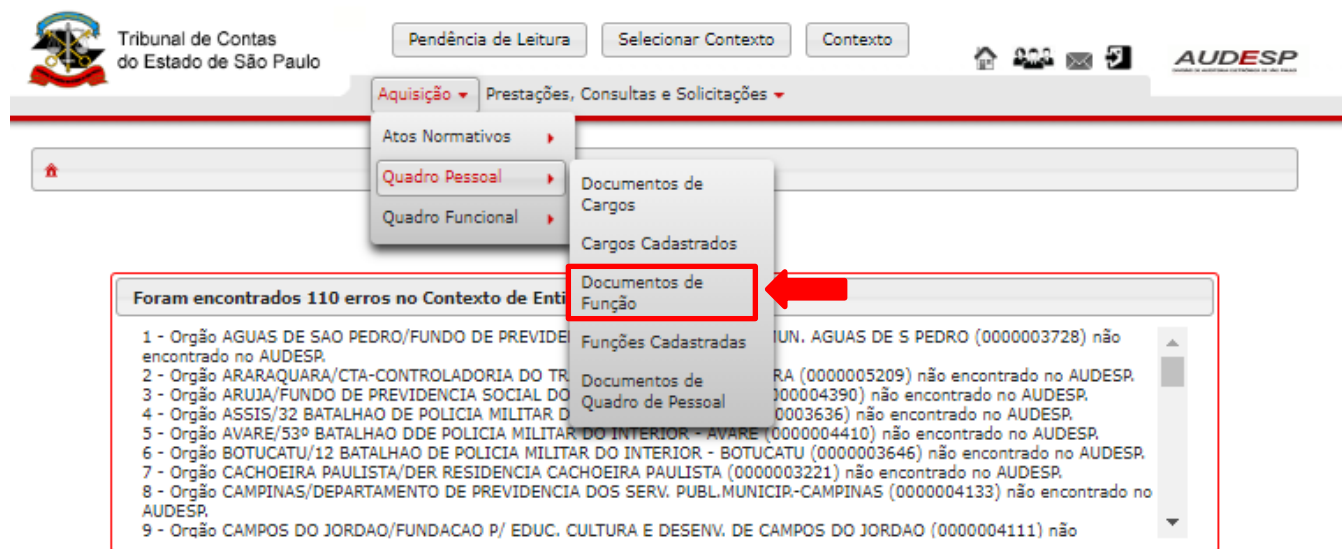 Tribunal de Contas
do Estado de São Paulo
Pendência de Leitura
Selecionar Contexto
Contexto
AUDESP
Aquisição
Prestações, Consultas e Solicitações
Atos Normativos
Quadro Pessoal
Quadro Funcional
Documentos de
Cargos
Cargos Cadastrados
Documentos de
Função
Funções Cadastradas
Documentos de
Quadro de Pessoal
Foram encontrados 110 erros no Contexto de Enti
1 - Orgão AGUAS DE SAO PEDRO/FUNDO DE PREVIDE UN. AGUAS DE S PEDRO (0000003728) não
encontrado no AUDESP.
2 - Orgão ARARAQUARA/CTA-CONTROLADORIA DO TR RA (0000005209) não encontrado no AUDESP.
3 - Orgão ARUJA/FUNDO DE PREVIDENCIA SOCIAL DO 00004390) não encontrado no AUDESP.
4 - Orgão ASSIS/32 BATALHAO DE POLICIA MILITAR D 0003636) não encontrado no AUDESP.
5 - Orgão AVARE/53º BATALHAO DDE POLICIA MILITAR DO INTERIOR - AVARE (0000004410) não encontrado no AUDESP.
6 - Orgão BOTUCATU/12 BATALHAO DE POLICIA MILITAR DO INTERIOR - BOTUCATU (0000003646) não encontrado no AUDESP.
7 - Orgão CACHOEIRA PAULISTA/DER RESIDENCIA CACHOEIRA PAULISTA (0000003221) não encontrado no AUDESP.
8 - Orgão CAMPINAS/DEPARTAMENTO DE PREVIDENCIA DOS SERV. PUBL.MUNICIP.-CAMPINAS (0000004133) não encontrado no
AUDESP.
9 - Orgão CAMPOS DO JORDAO/FUNDACAO P/ EDUC. CULTURA E DESENV. DE CAMPOS DO JORDAO (0000004111) não